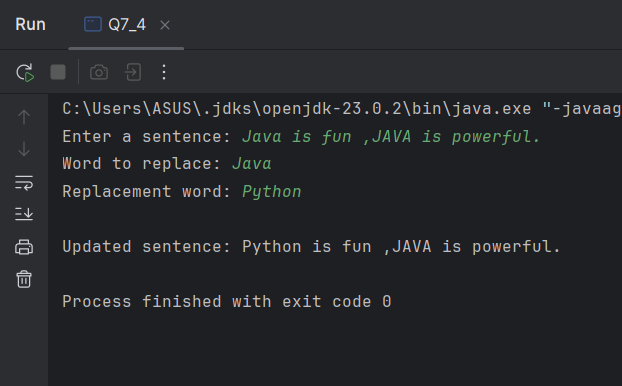 Run
Q7_4
C:\Users\ASUS\.jdks\openjdk-23.0.2\bin\java.exe "-javaag
Enter a sentence: Java is fun ,JAVA is powerful.
Word to replace: Java
Replacement word: Python
Updated sentence: Python is fun ,JAVA is powerful.
Process finished with exit code 0